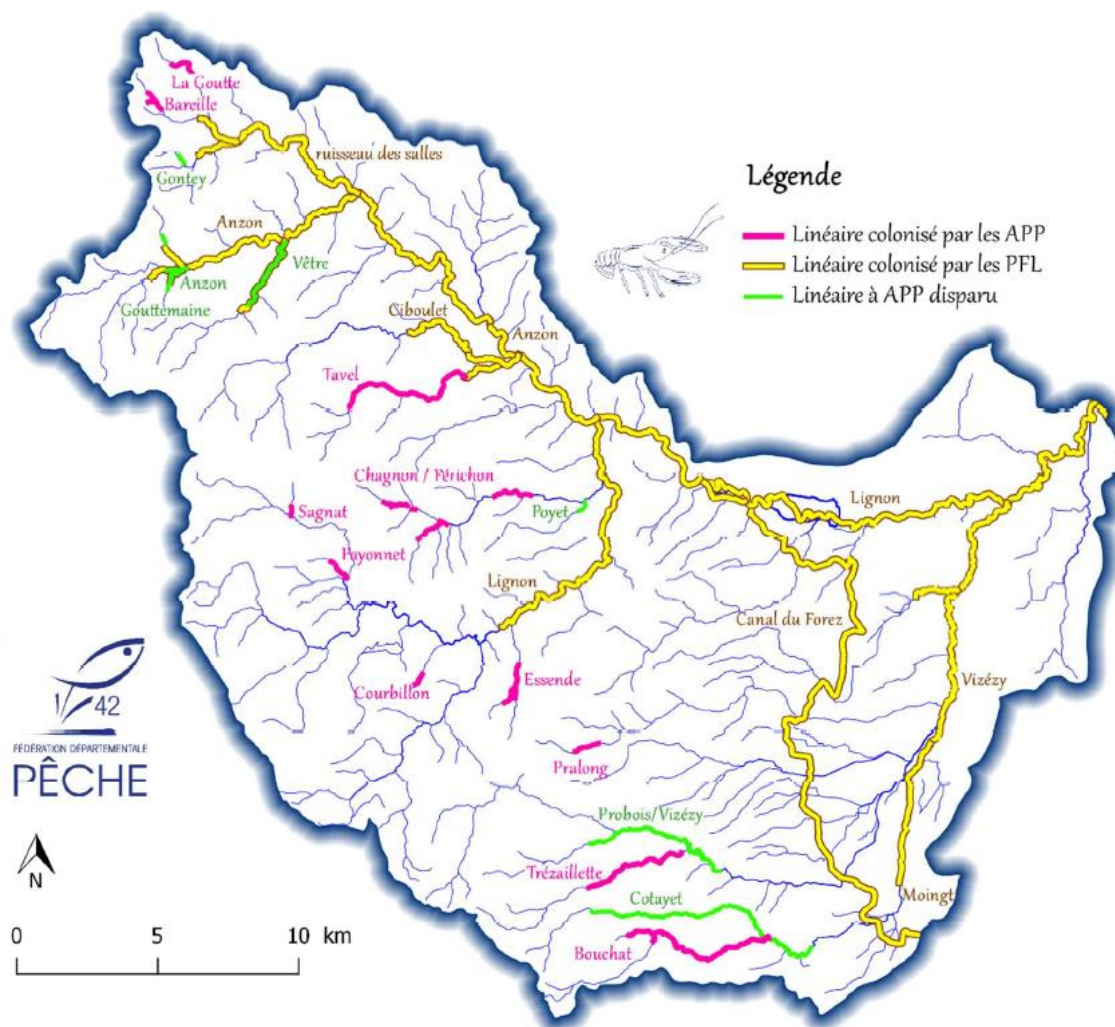 La Goutte
Bareille
ruisseau des salles
Gontey
Anzon
Vêtre
Anzon
Gouttemaine
Ciboulet
Anzon
Tavel
Chagnon / Périchon
Sagnat
Poyet
Lignon
Payonnet
Lignon
Canal du Forez
Courbillon
Essende
Vizézy
Pralong
Probois/Vizézy
Trézaillette
Cotayet
Moingt
Bouchat
Légende
Linéaire colonisé par les APP
Linéaire colonisé par les PFL
Linéaire à APP disparu
42
FÉDÉRATION DÉPARTEMENTALE
PÊCHE
N
0 5 10 km